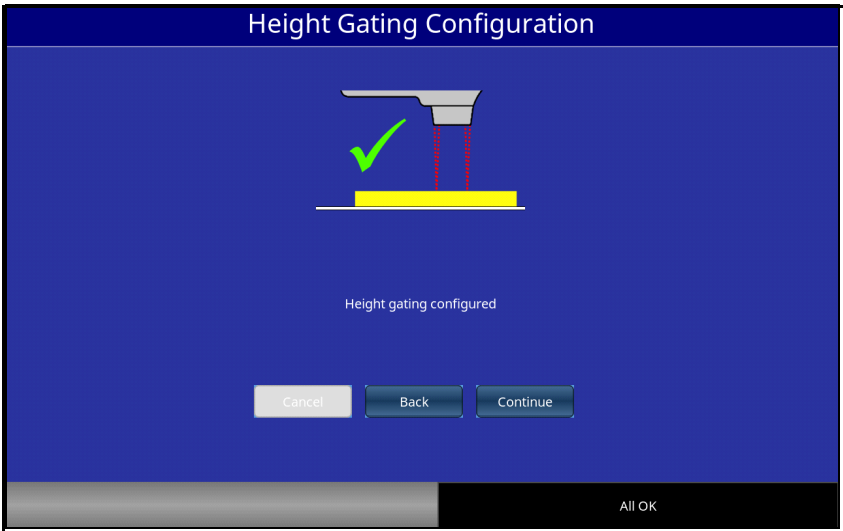 Height Gating Configuration
Height gating configured
Cancel Back Continue
All OK